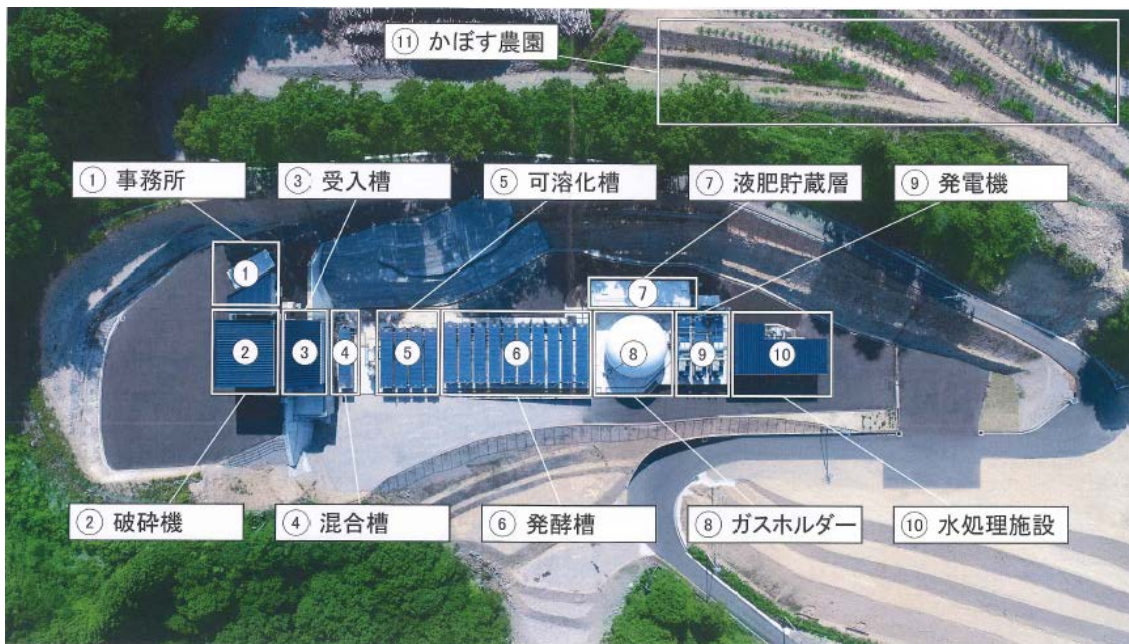 ⑪ かぼす農園
① 事務所
③ 受入槽
⑤ 可溶化槽
⑦ 液肥貯蔵層
⑨ 発電機
1
7
2
3
4
5
6
8
9
10
② 破砕機
④ 混合槽
⑥ 発酵槽
⑧ ガスホルダー
⑩ 水処理施設